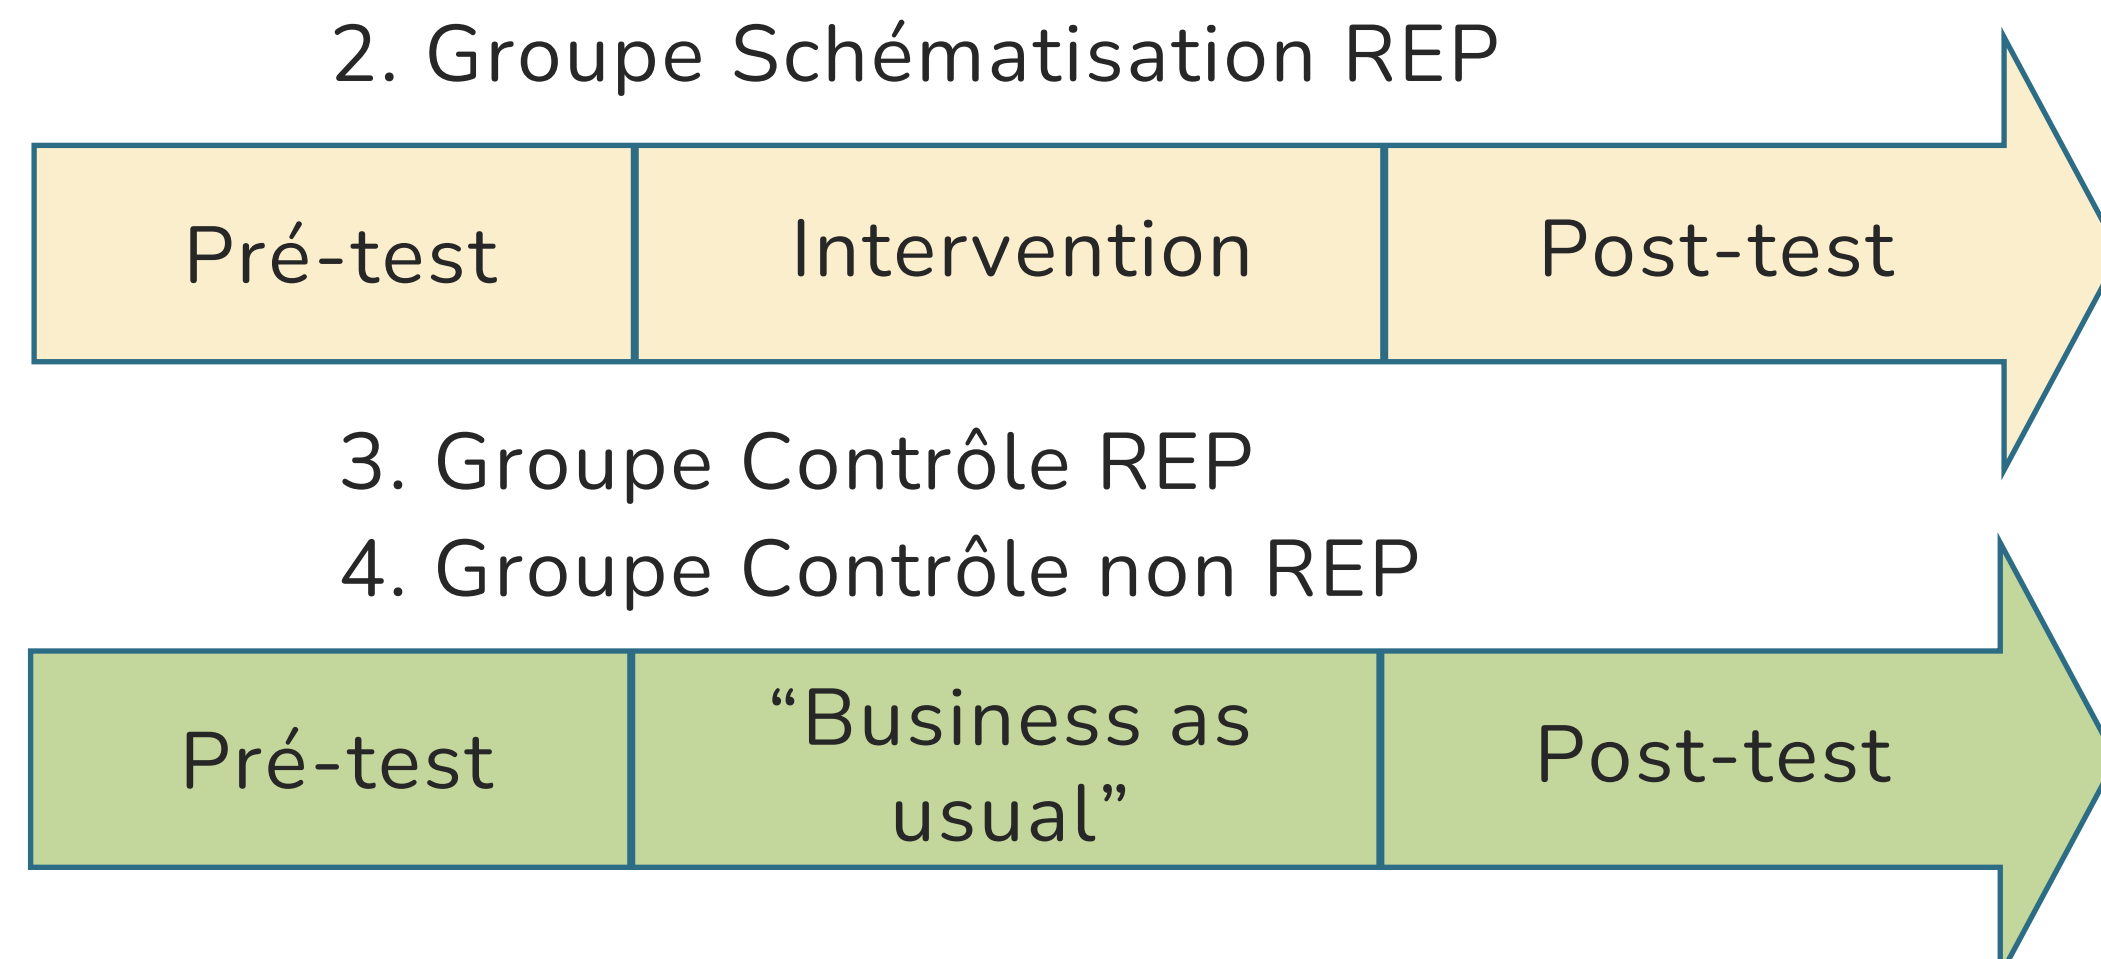 2. Groupe Schématisation REP
Pré-test
Intervention
Post-test
3. Groupe Contrôle REP
4. Groupe Contrôle non REP
Pré-test
“Business as
usual”
Post-test